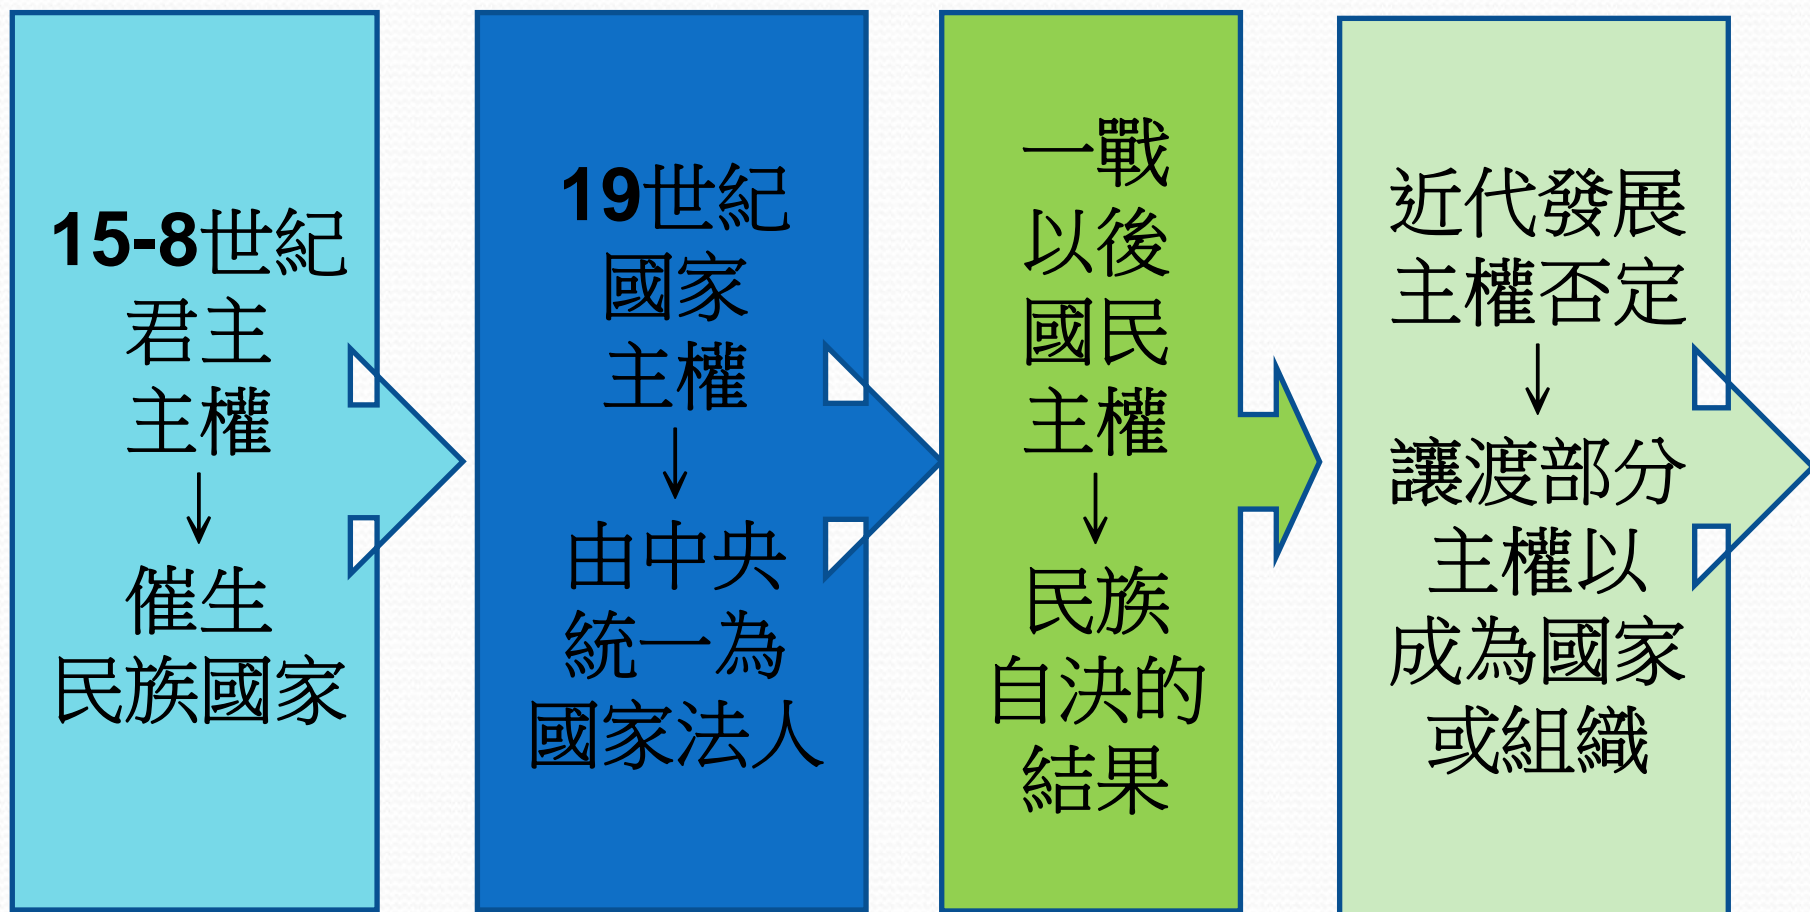 15-8世紀
君主
主權
↓
催生
民族國家
19世紀
國家
主權
↓
由中央
統一為
國家法人
一戰
以後
國民
主權
↓
民族
自決的
結果
近代發展
主權否定
↓
讓渡部分
主權以
成為國家
或組織